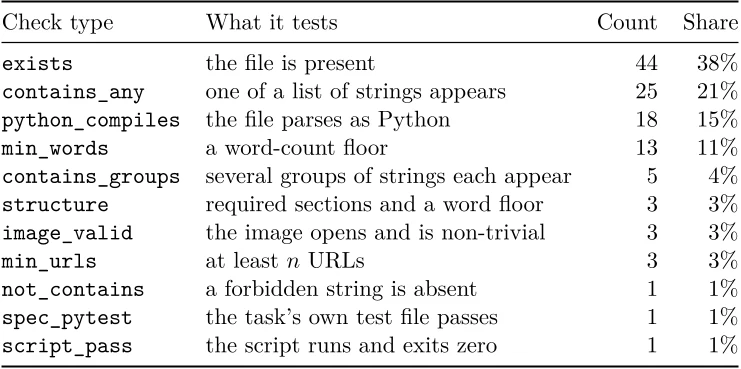 Check type What it tests Count Share
exists the file is present 44 38%
contains_any one of a list of strings appears 25 21%
python_compiles the file parses as Python 18 15%
min_words a word-count floor 13 11%
contains_groups several groups of strings each appear 5 4%
structure required sections and a word floor 3 3%
image_valid the image opens and is non-trivial 3 3%
min_urls at least n URLs 3 3%
not_contains a forbidden string is absent 1 1%
spec_pytest the task's own test file passes 1 1%
script_pass the script runs and exits zero 1 1%